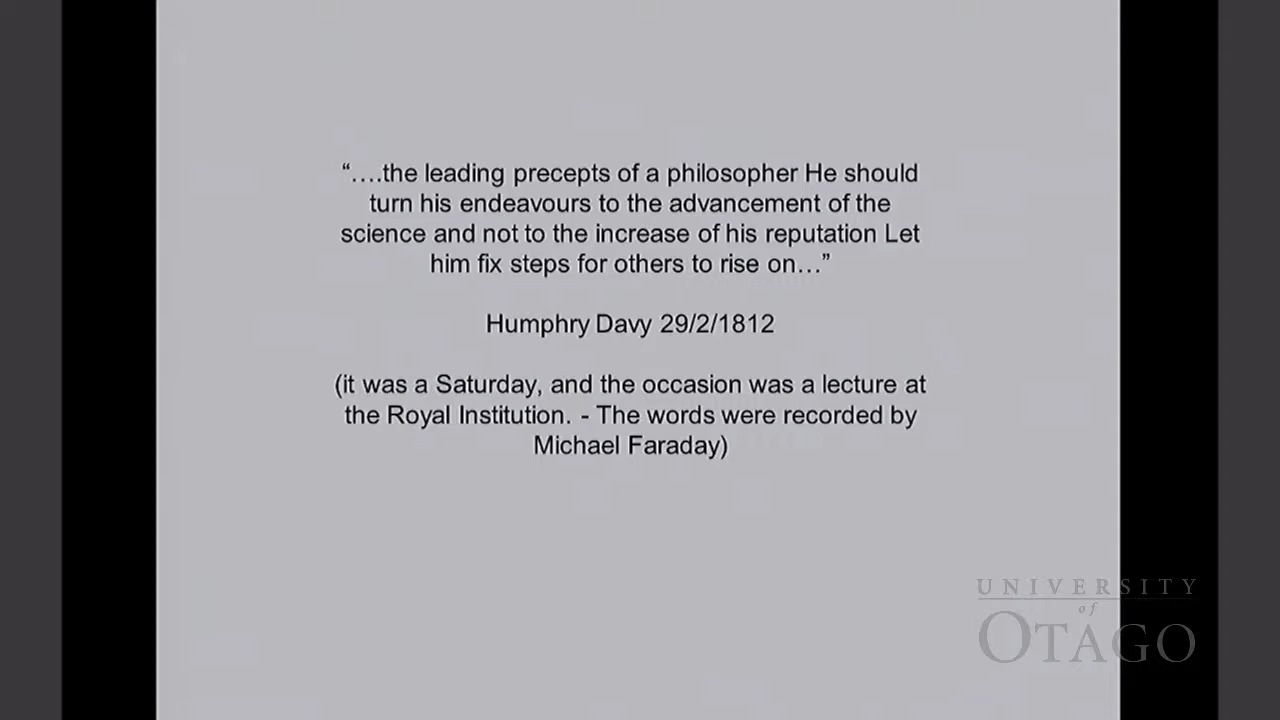 “….the leading precepts of a philosopher He should
turn his endeavours to the advancement of the
science and not to the increase of his reputation Let
him fix steps for others to rise on…”
Humphry Davy 29/2/1812
(it was a Saturday, and the occasion was a lecture at
the Royal Institution. - The words were recorded by
Michael Faraday)
UNIVERSITY
of
OTAGO